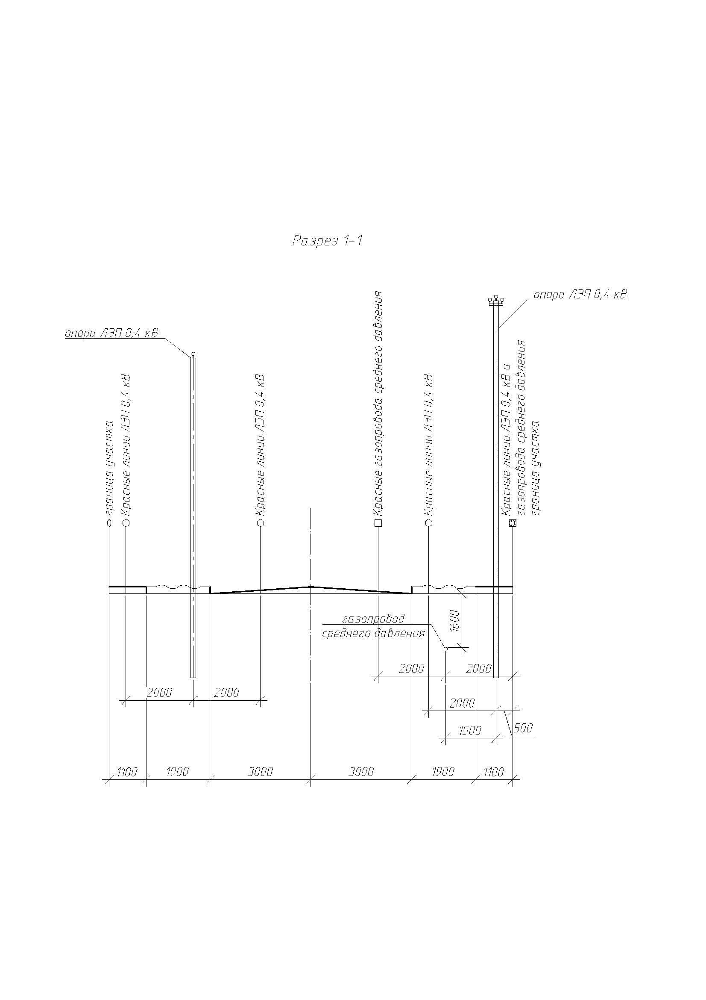 Разрез 1-1
опора ЛЭП 0,4 кВ
опора ЛЭП 0,4 кВ
граница участка
Красные линии ЛЭП 0,4 кВ
Красные линии ЛЭП 0,4 кВ
Красные газопровода среднего давления
Красные линии ЛЭП 0,4 кВ
Красные линии ЛЭП 0,4 кВ и
газопровода среднего давления
граница участка
газопровод
среднего давления
1600
2000
2000
2000
2000
2000
500
1500
1100
1900
3000
3000
1900
1100